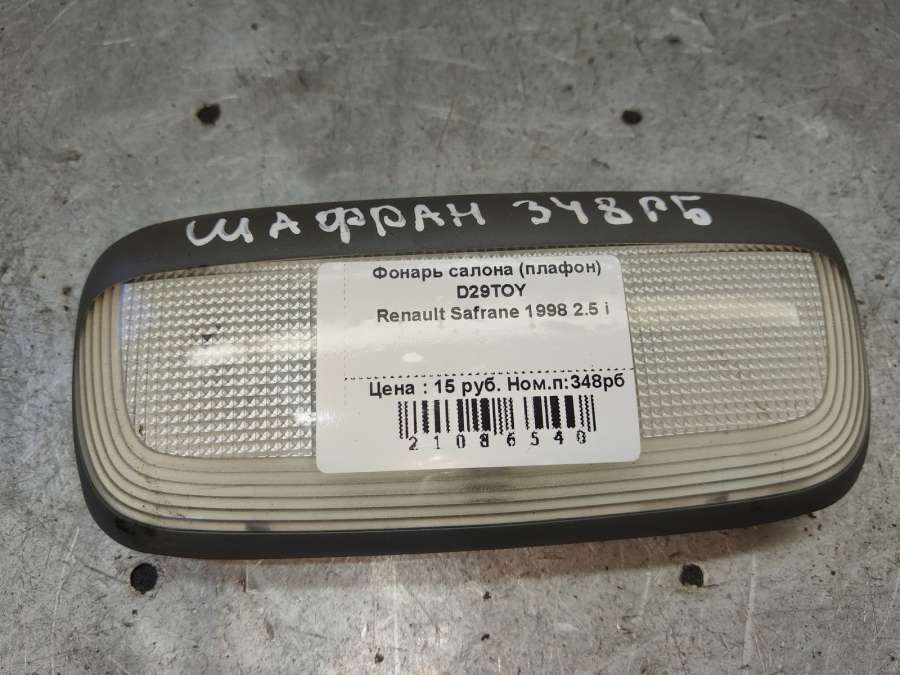 ШАФРАН 348РБ
Фонарь салона (плафон)
D29TOY
Renault Safrane 1998 2.5 i
Цена : 15 руб. Ном.п:348рб
21086540